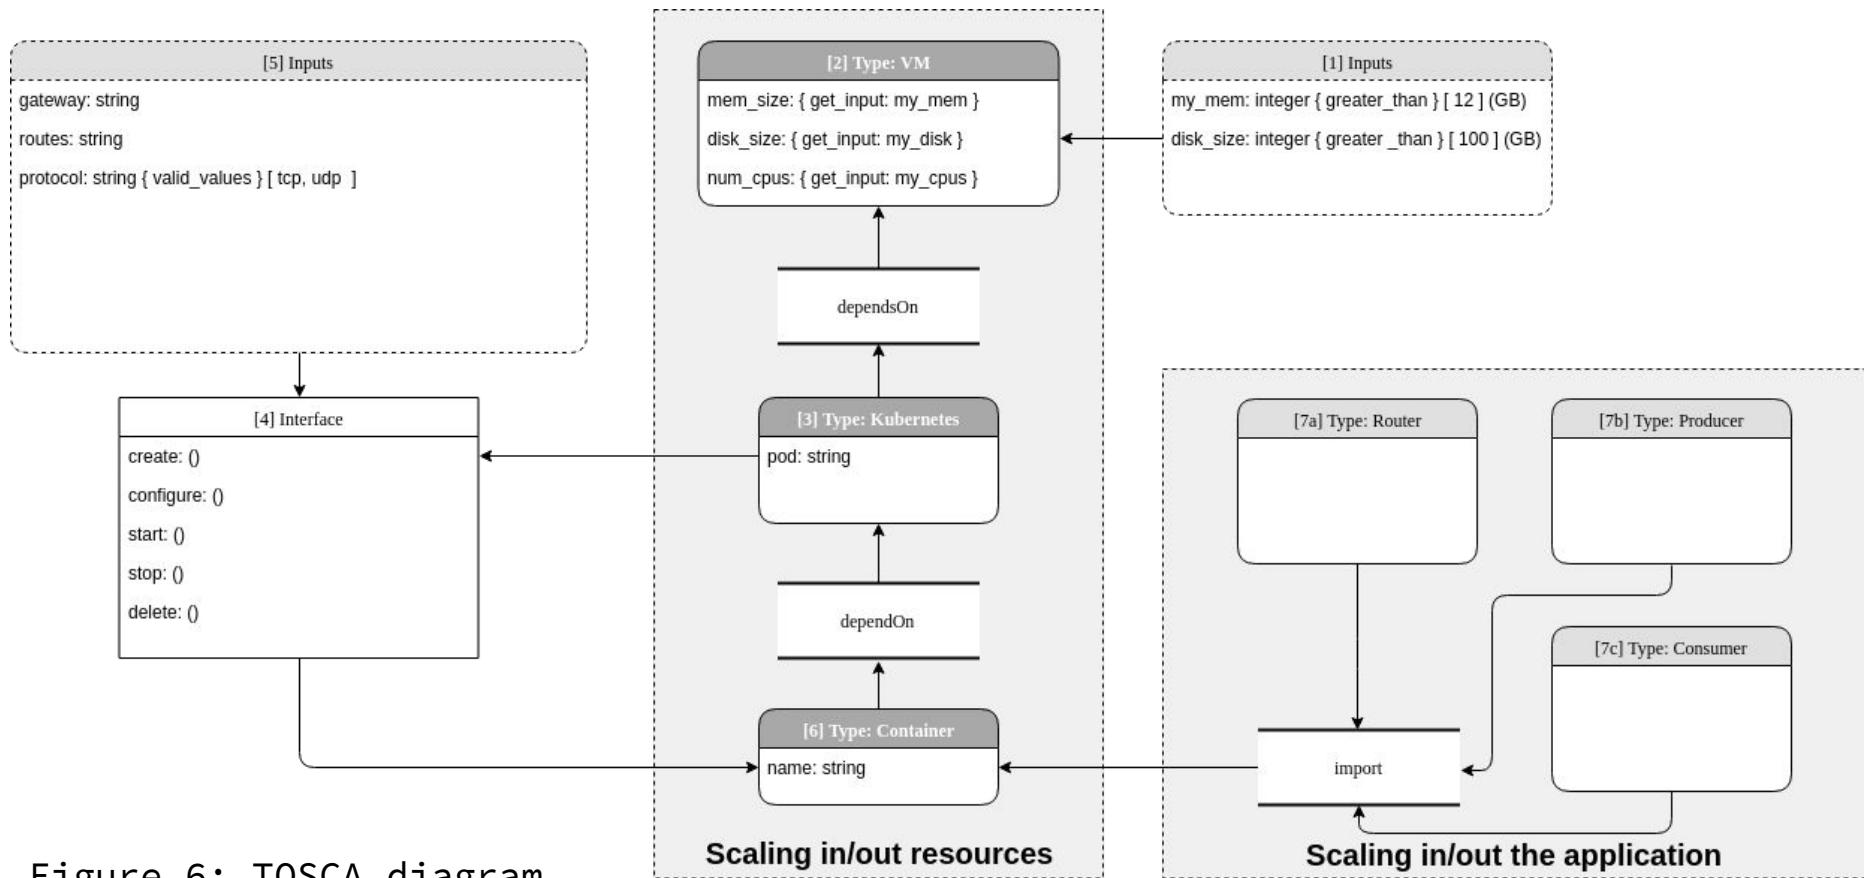 [5] Inputs
gateway: string
routes: string
protocol: string { valid_values } [ tcp, udp  ]
[2] Type: VM
mem_size: { get_input: my_mem }
disk_size: { get_input: my_disk }
num_cpus: { get_input: my_cpus }
[1] Inputs
my_mem: integer { greater_than } [ 12 ] (GB)
disk_size: integer { greater _than } [ 100 ] (GB)
dependsOn
[4] Interface
create: ()
configure: ()
start: ()
stop: ()
delete: ()
[3] Type: Kubernetes
pod: string
dependOn
[6] Type: Container
name: string
Scaling in/out resources
[7a] Type: Router
[7b] Type: Producer
[7c] Type: Consumer
import
Scaling in/out the application
Figure 6: TOSCA diagram